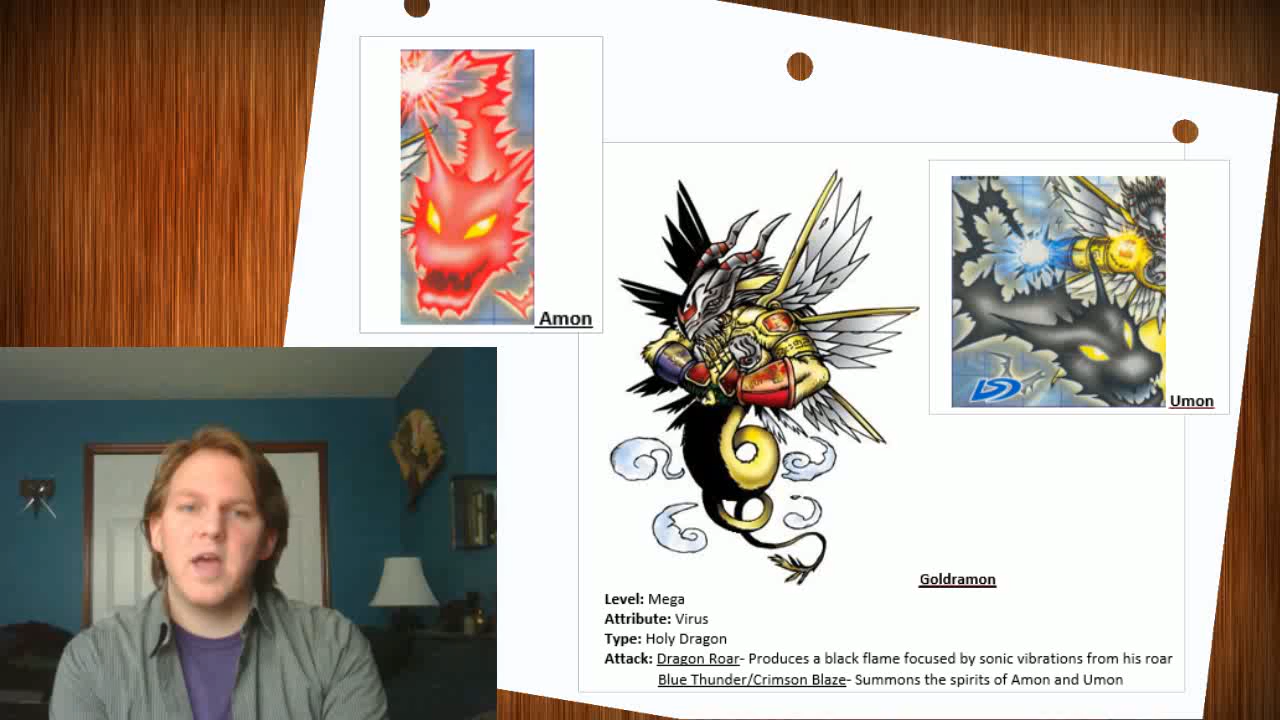 Amon
Umon
Goldramon
Level: Mega
Attribute: Virus
Type: Holy Dragon
Attack: Dragon Roar- Produces a black flame focused by sonic vibrations from his roar
Blue Thunder/Crimson Blaze- Summons the spirits of Amon and Umon